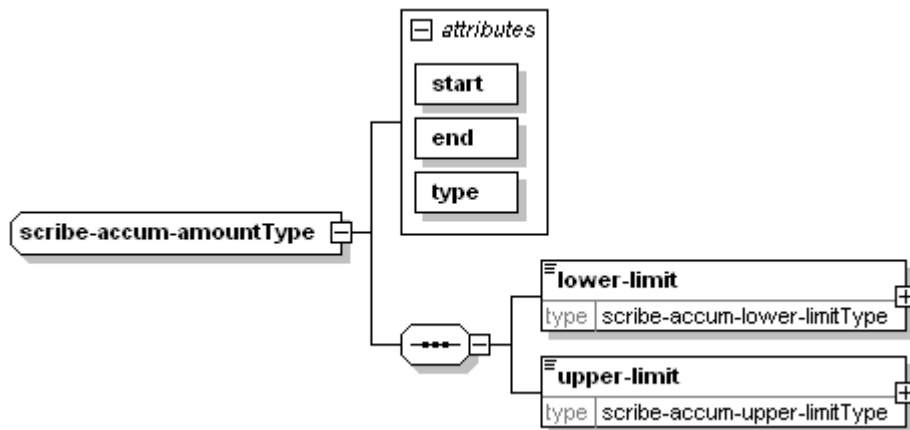 attributes
start
end
type
scribe-accum-amountType
lower-limit
type scribe-accum-lower-limitType
upper-limit
type scribe-accum-upper-limitType